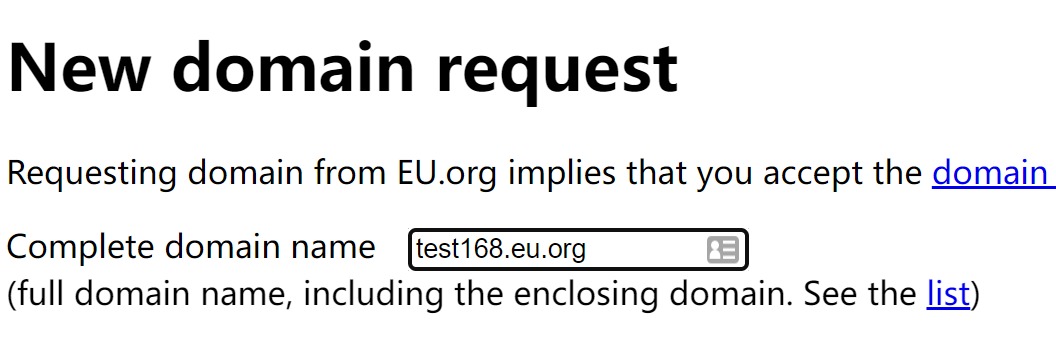 New domain request
Requesting domain from EU.org implies that you accept the domain
Complete domain name test168.eu.org
(full domain name, including the enclosing domain. See the list)